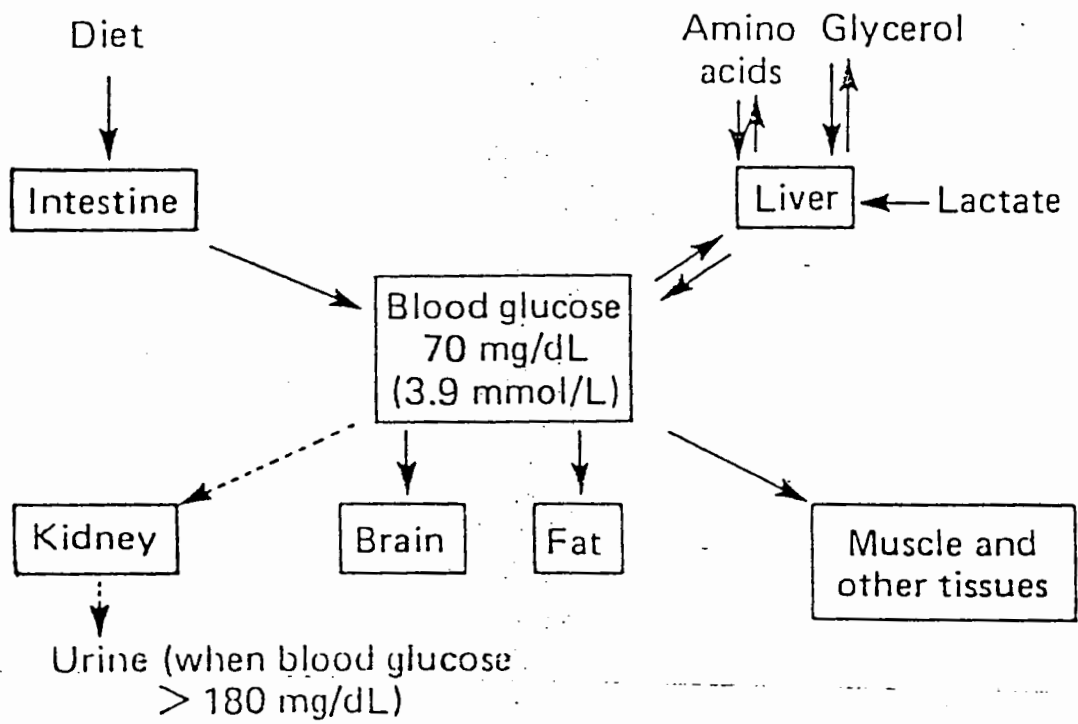 Diet
Amino Glycerol
acids
Intestine
Liver
Lactate
Blood glucose
70 mg/dL
(3.9 mmol/L)
Kidney
Brain
Fat
Muscle and
other tissues
Urine (when blood glucose
> 180 mg/dL)